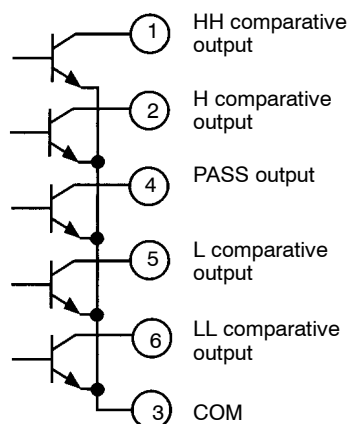 1 HH comparative
output
2 H comparative
output
4 PASS output
5 L comparative
output
6 LL comparative
output
3 COM